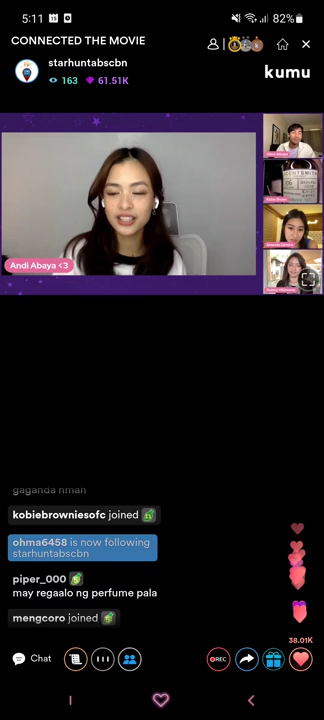 5:11
82%
CONNECTED THE MOVIE
starhuntabscbn
163 61.51K
kumu
Andi Abaya <3
gaganda nman
kobiebrowniesofc joined
ohma6458 is now following
starhuntabscbn
piper_000
may regaalo ng perfume pala
mengcoro joined
38.01K
Chat
REC